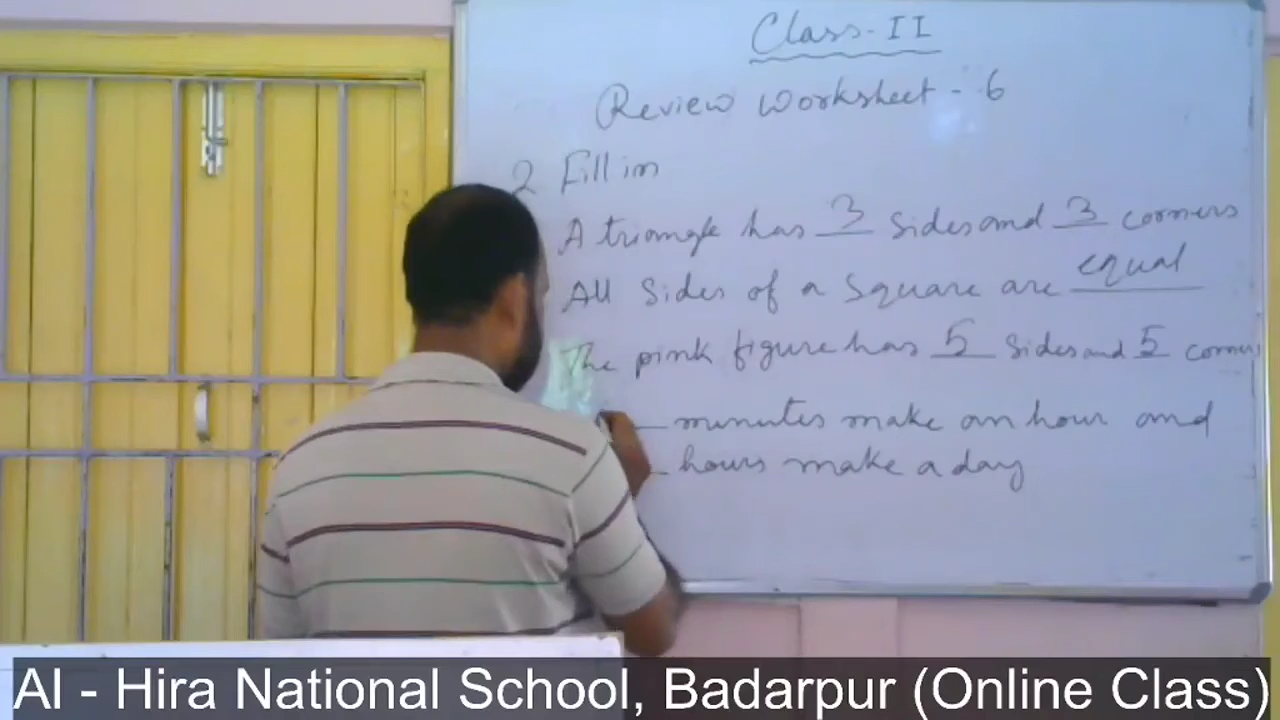 Class-II
Review Worksheet - 6
2 Fill in
A triangle has 3 sides and 3 corners
All Sides of a Square are equal
The pink figure has 5 Sides and 5 corners
minutes make an hour and
hours make a day
Al - Hira National School, Badarpur (Online Class)